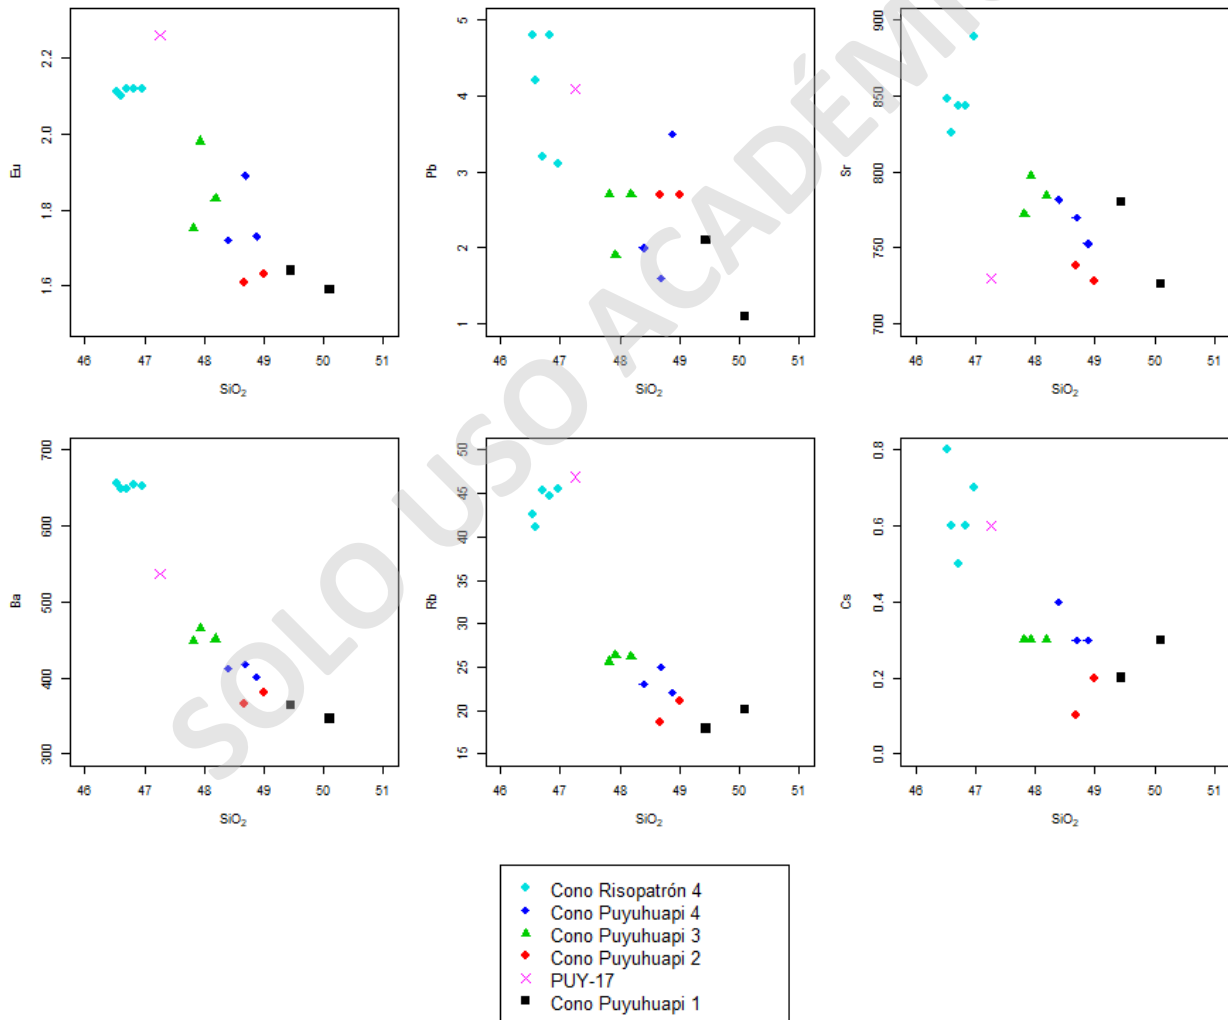 2.2
2.0
1.8
1.6
Eu
46 47 48 49 50 51
SiO₂
5
4
3
2
1
Pb
46 47 48 49 50 51
SiO₂
900
850
800
750
700
Sr
46 47 48 49 50 51
SiO₂
700
600
500
400
300
Ba
46 47 48 49 50 51
SiO₂
50
45
40
35
30
25
20
15
Rb
46 47 48 49 50 51
SiO₂
0.8
0.6
0.4
0.2
0.0
Cs
46 47 48 49 50 51
SiO₂
Cono Risopatrón 4
Cono Puyuhuapi 4
Cono Puyuhuapi 3
Cono Puyuhuapi 2
PUY-17
Cono Puyuhuapi 1
SOLO USO ACADÉMI